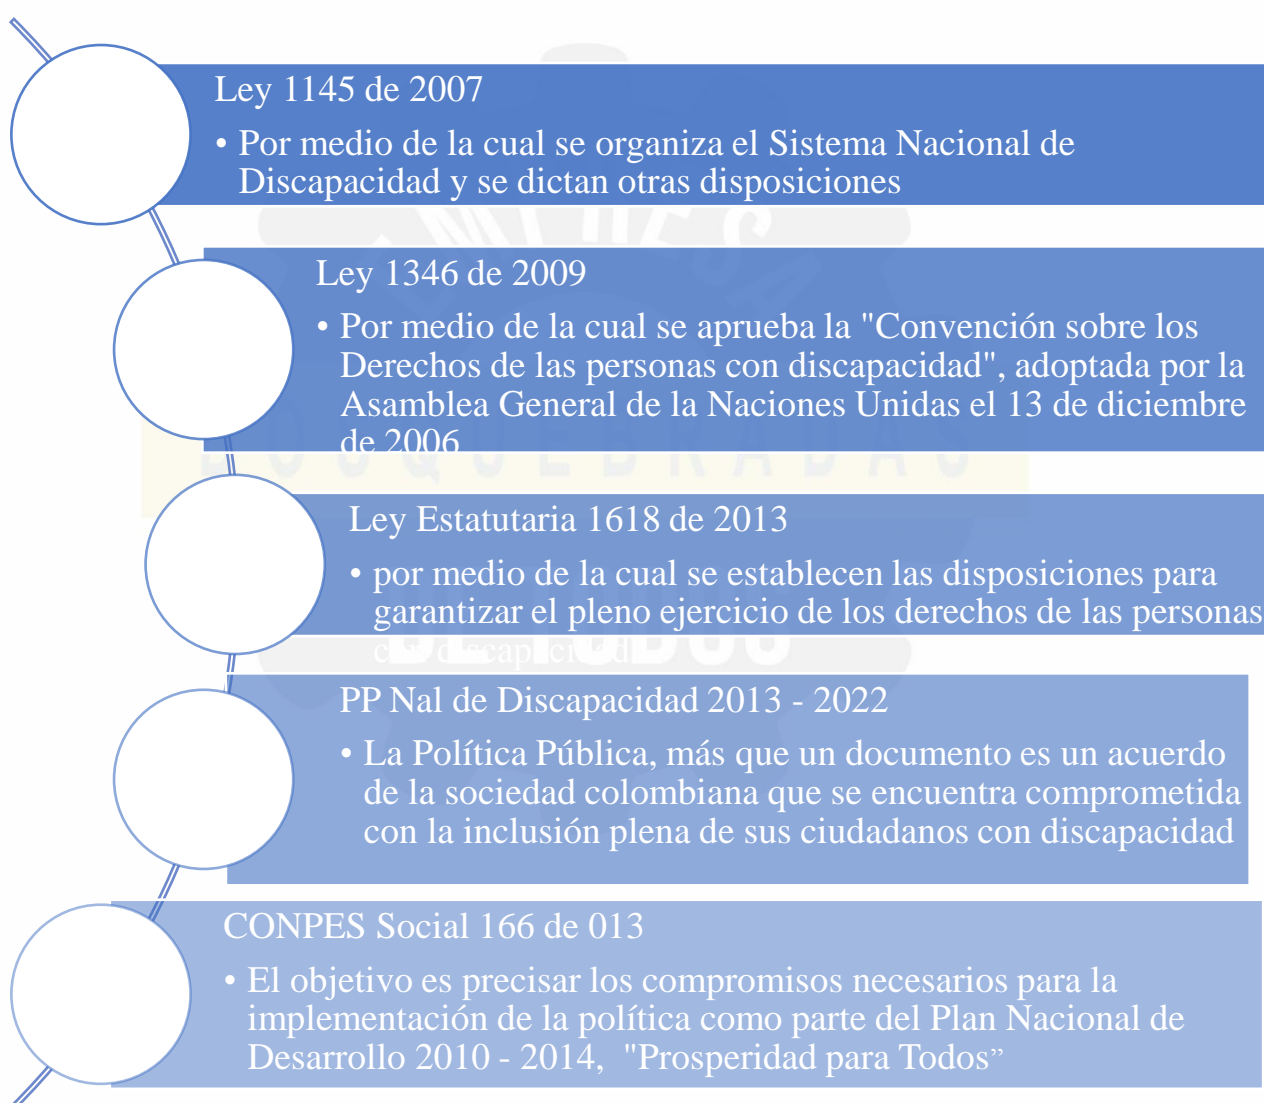 Ley 1145 de 2007
• Por medio de la cual se organiza el Sistema Nacional de
Discapacidad y se dictan otras disposiciones
EMPRESA
Ley 1346 de 2009
• Por medio de la cual se aprueba la "Convención sobre los
Derechos de las personas con discapacidad", adoptada por la
Asamblea General de la Naciones Unidas el 13 de diciembre
de 2006
DOSQUEBRADAS
Ley Estatutaria 1618 de 2013
• por medio de la cual se establecen las disposiciones para
garantizar el pleno ejercicio de los derechos de las personas
con discapacidad
DE TODOS
PP Nal de Discapacidad 2013 - 2022
• La Política Pública, más que un documento es un acuerdo
de la sociedad colombiana que se encuentra comprometida
con la inclusión plena de sus ciudadanos con discapacidad
CONPES Social 166 de 013
• El objetivo es precisar los compromisos necesarios para la
implementación de la política como parte del Plan Nacional de
Desarrollo 2010 - 2014, "Prosperidad para Todos”